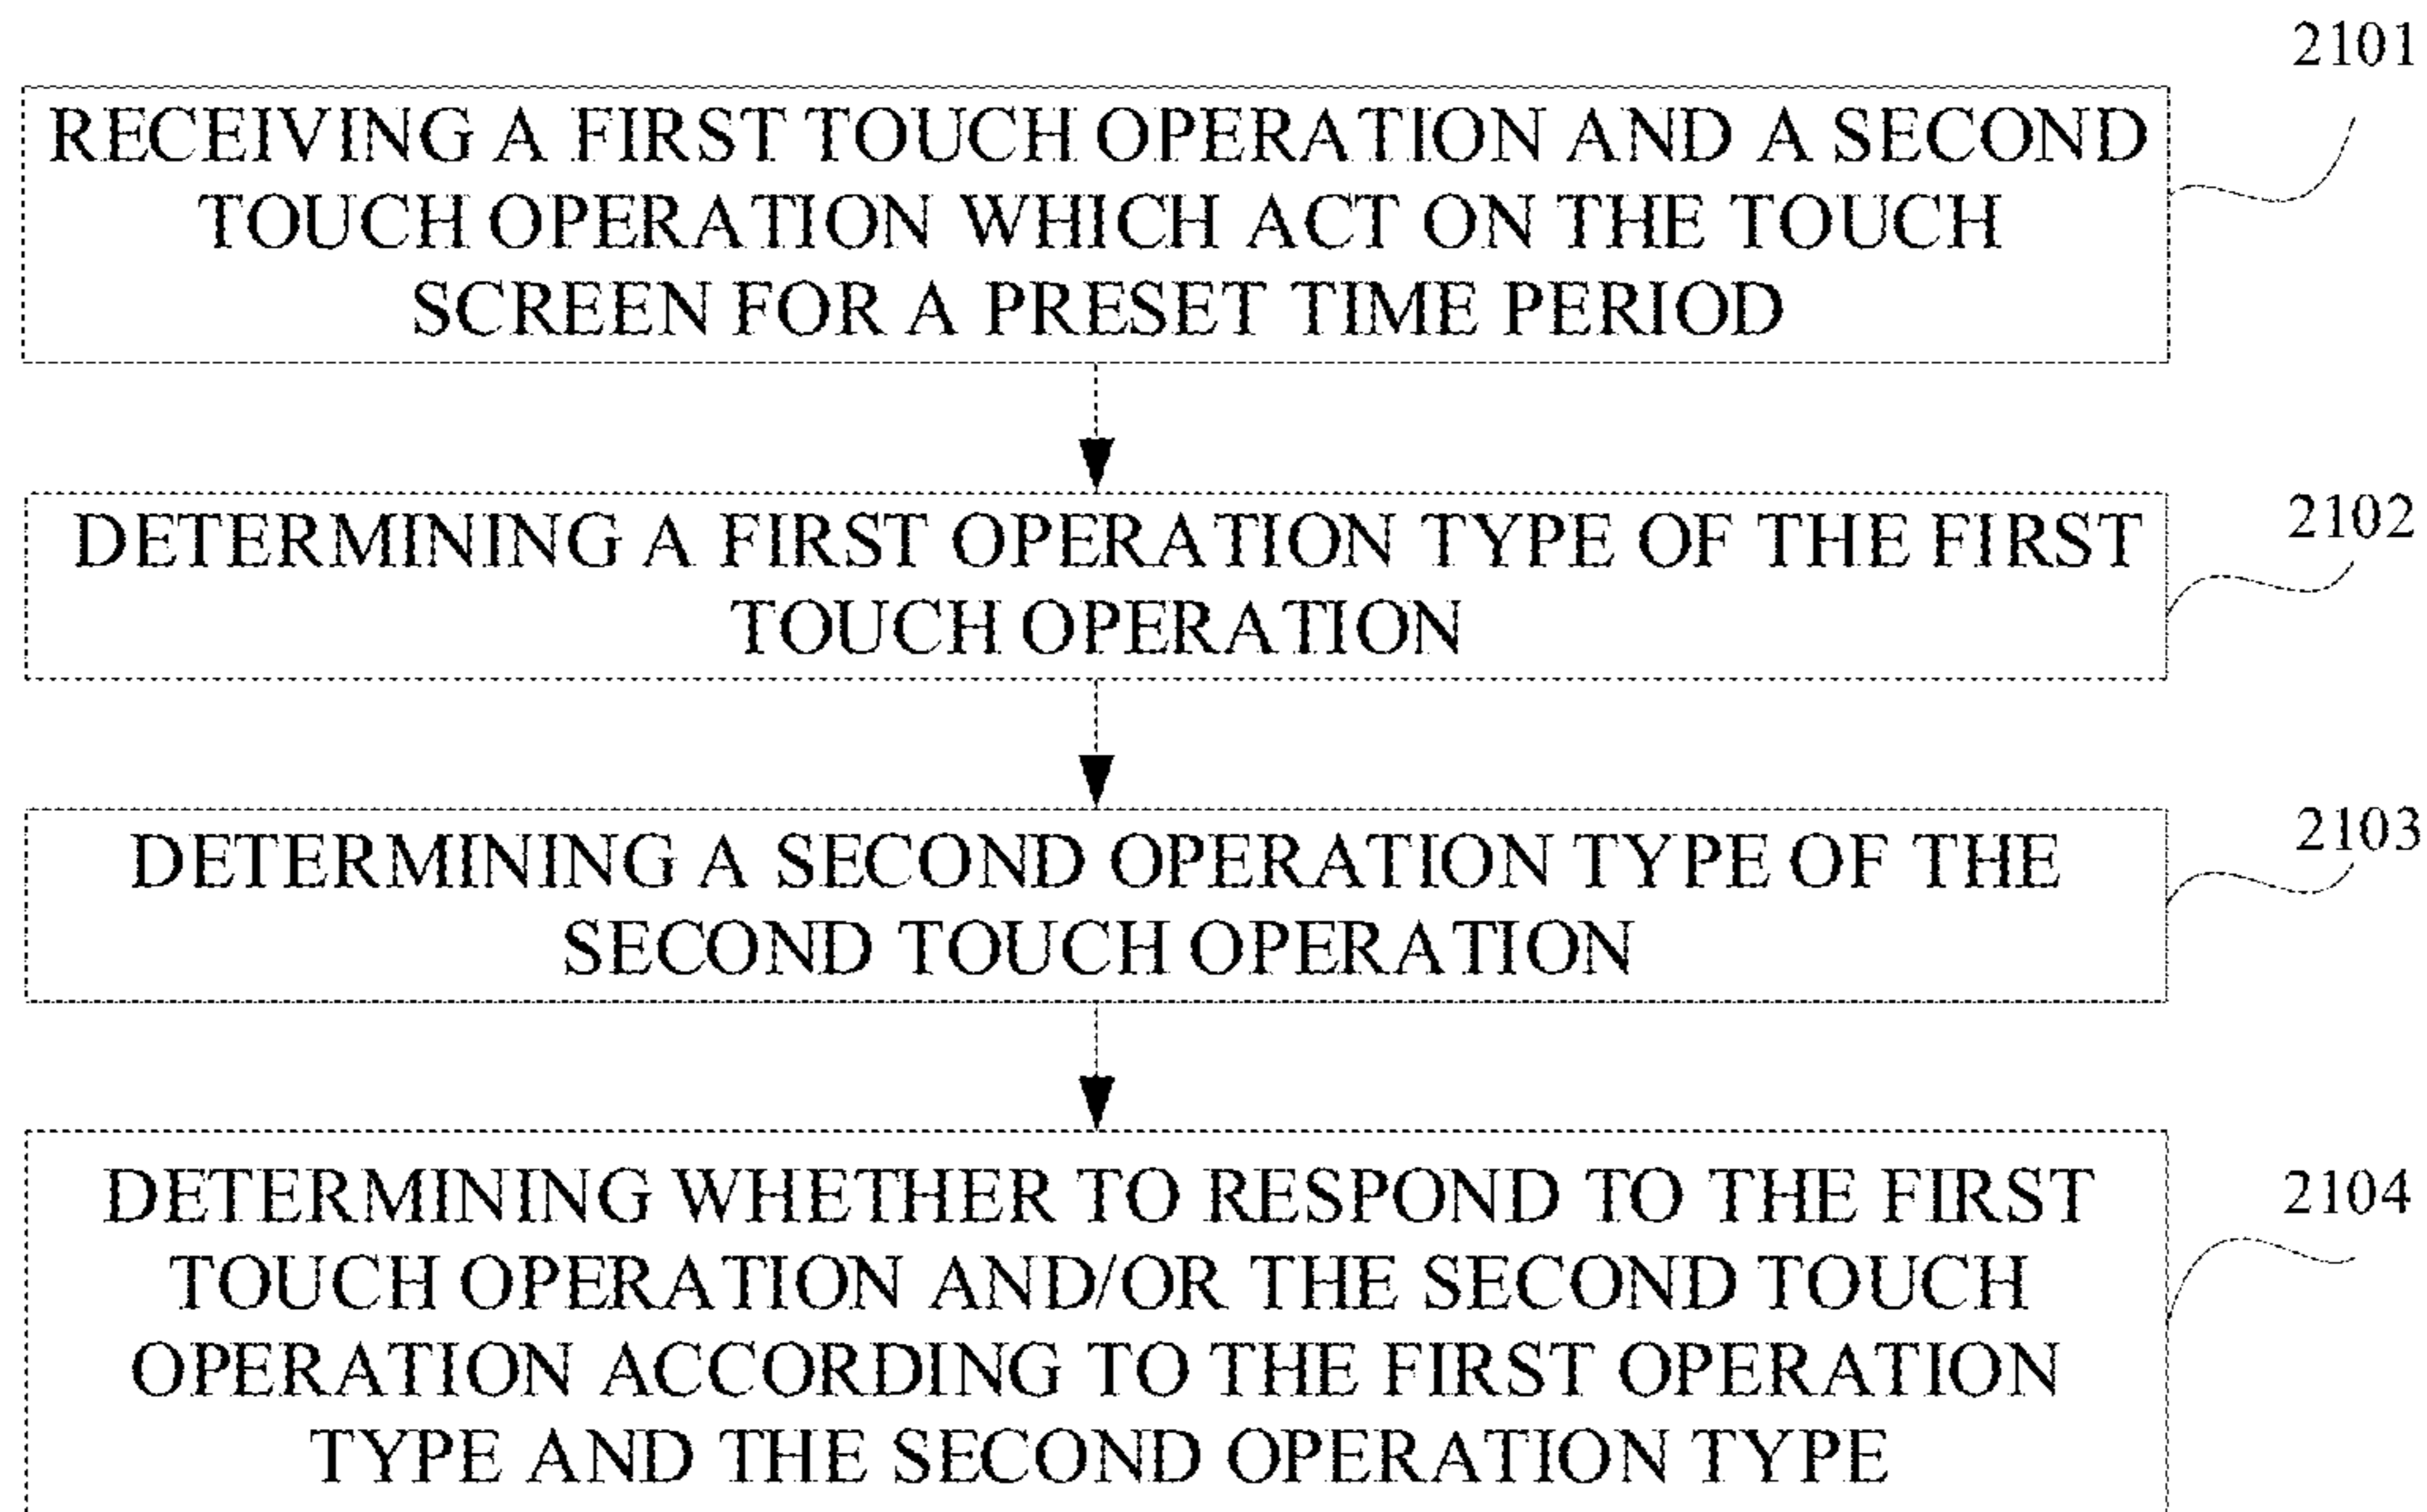 2101
RECEIVING A FIRST TOUCH OPERATION AND A SECOND
TOUCH OPERATION WHICH ACT ON THE TOUCH
SCREEN FOR A PRESET TIME PERIOD
2102
DETERMINING A FIRST OPERATION TYPE OF THE FIRST
TOUCH OPERATION
2103
DETERMINING A SECOND OPERATION TYPE OF THE
SECOND TOUCH OPERATION
2104
DETERMINING WHETHER TO RESPOND TO THE FIRST
TOUCH OPERATION AND/OR THE SECOND TOUCH
OPERATION ACCORDING TO THE FIRST OPERATION
TYPE AND THE SECOND OPERATION TYPE